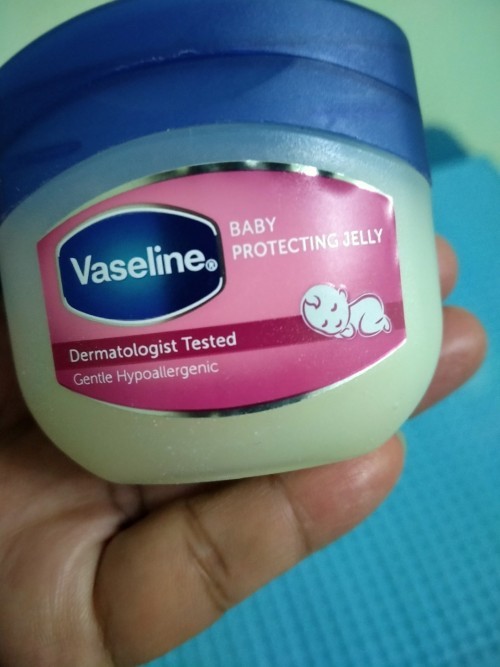 Vaseline®
BABY
PROTECTING JELLY
Dermatologist Tested
Gentle Hypoallergenic